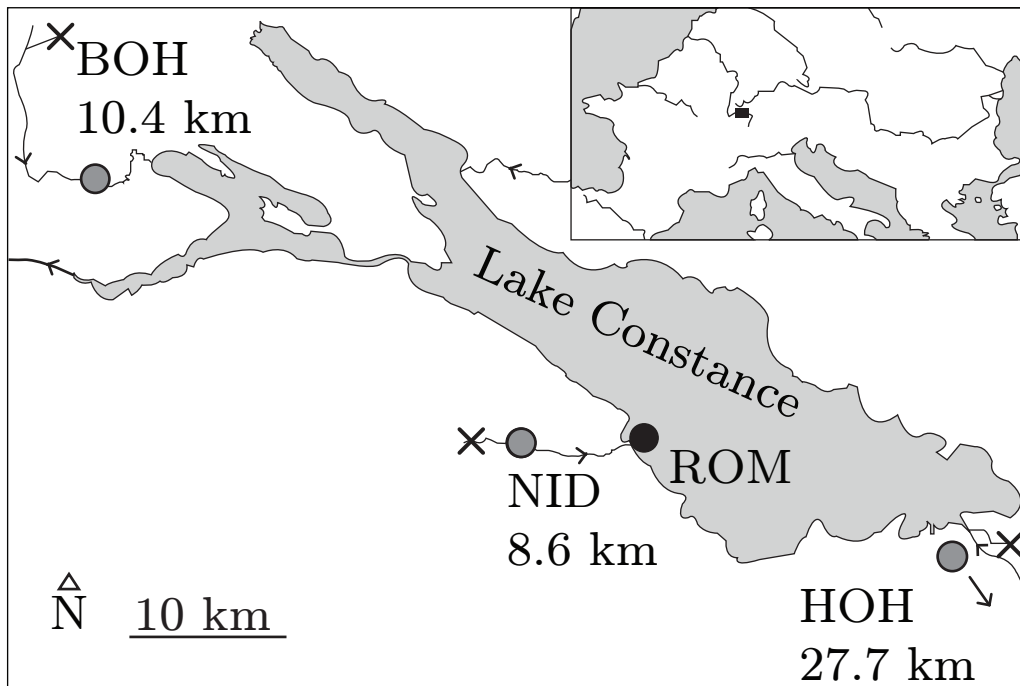 BOH
10.4 km
Lake Constance
ROM
NID
8.6 km
HOH
27.7 km
N
10 km